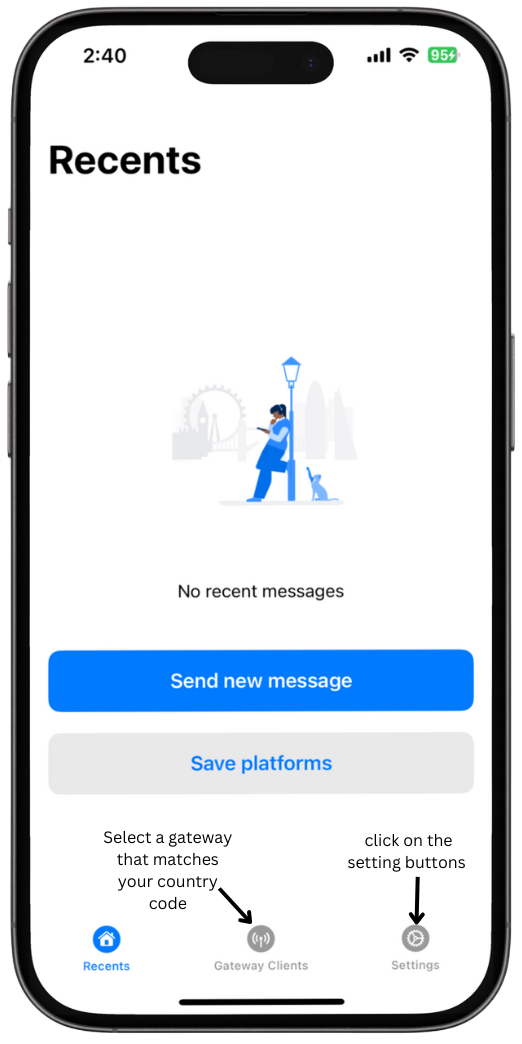 2:40
95
Recents
No recent messages
Send new message
Save platforms
Select a gateway
that matches
your country
code
click on the
setting buttons
Recents
Gateway Clients
Settings